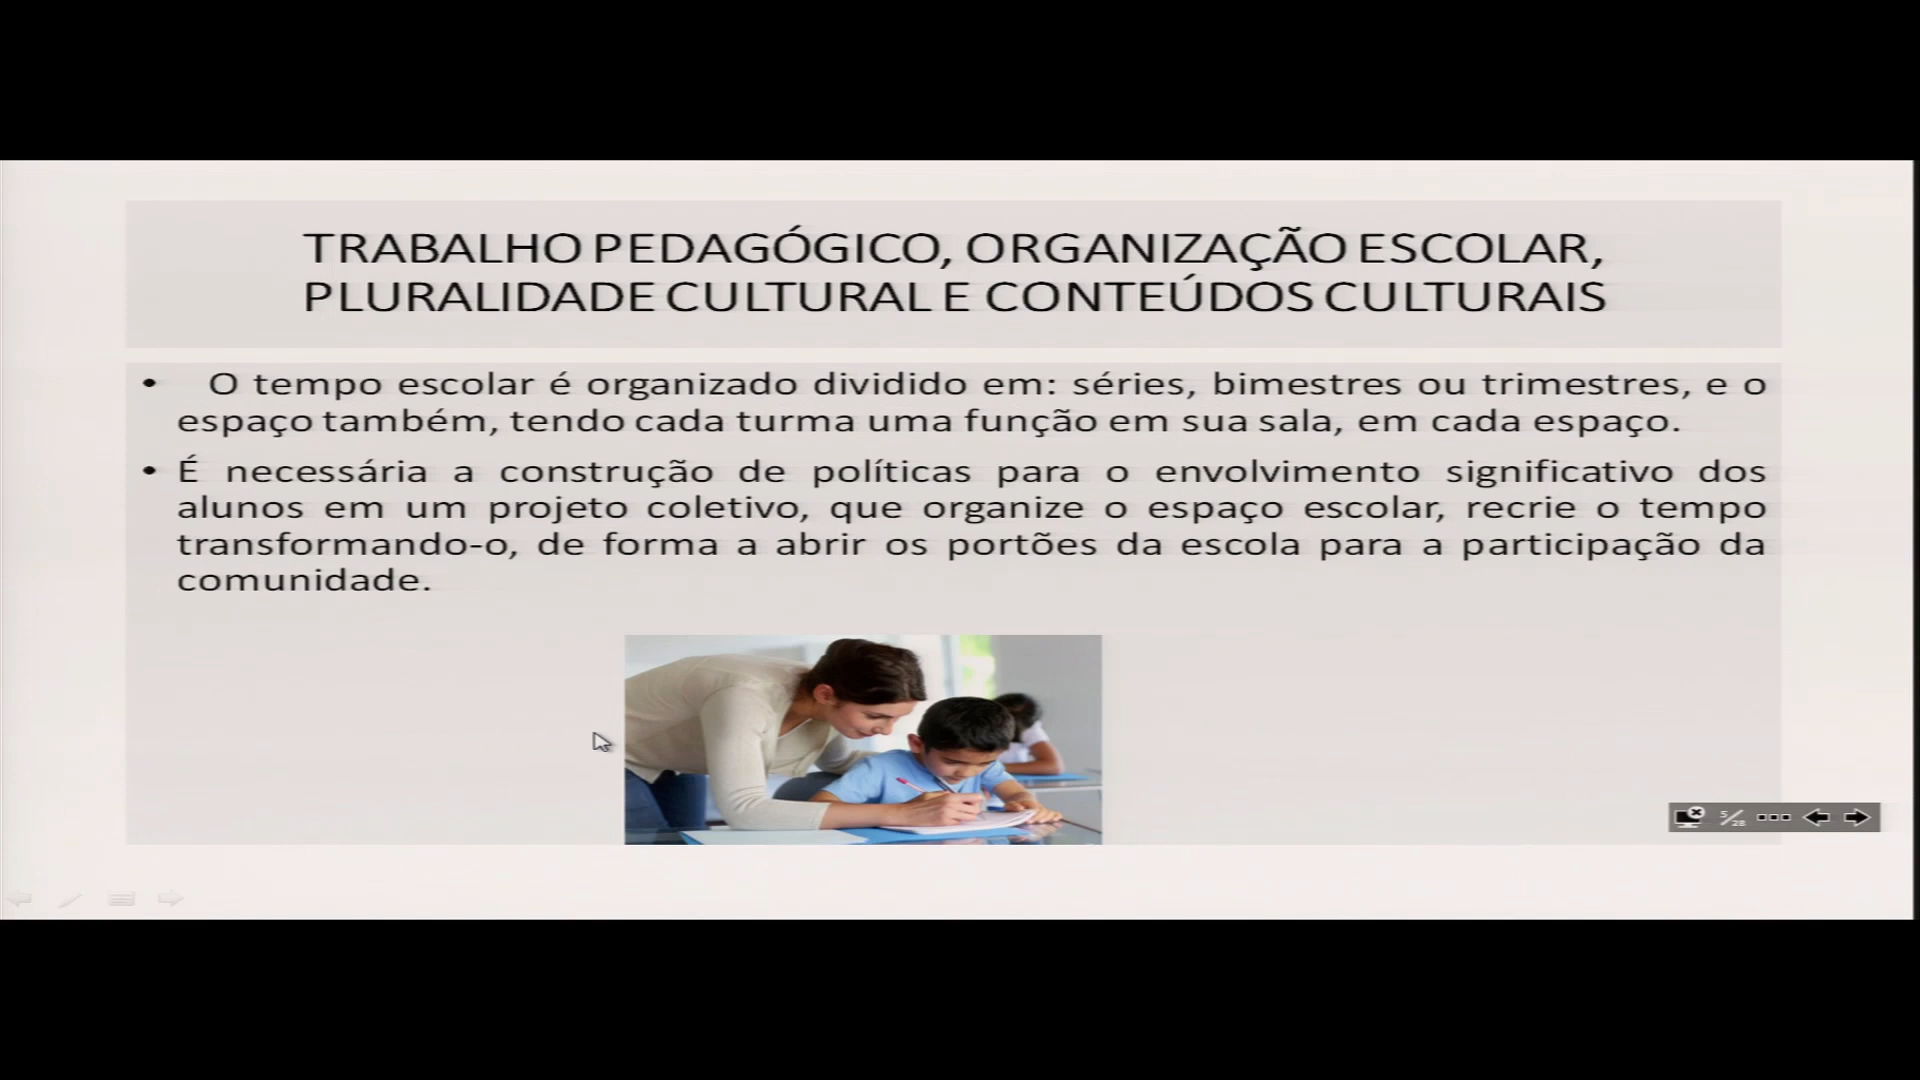 TRABALHO PEDAGÓGICO, ORGANIZAÇÃO ESCOLAR,
PLURALIDADE CULTURAL E CONTEÚDOS CULTURAIS
• O tempo escolar é organizado dividido em: séries, bimestres ou trimestres, e o
espaço também, tendo cada turma uma função em sua sala, em cada espaço.
• É necessária a construção de políticas para o envolvimento significativo dos
alunos em um projeto coletivo, que organize o espaço escolar, recrie o tempo
transformando-o, de forma a abrir os portões da escola para a participação da
comunidade.
5/28